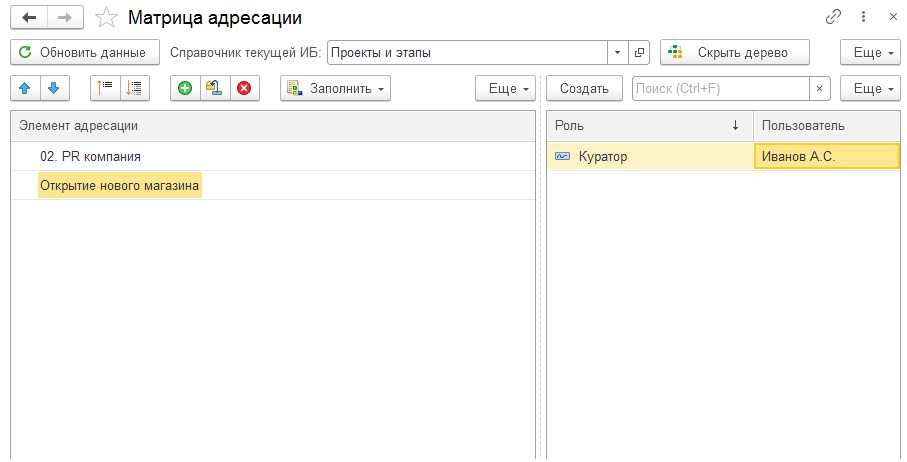 Матрица адресации
Обновить данные Справочник текущей ИБ: Проекты и этапы Скрыть дерево Еще
Заполнить Еще Создать Поиск (Ctrl+F) × Еще
Элемент адресации Роль ↓ Пользователь
02. PR компания Куратор Иванов А.С.
Открытие нового магазина